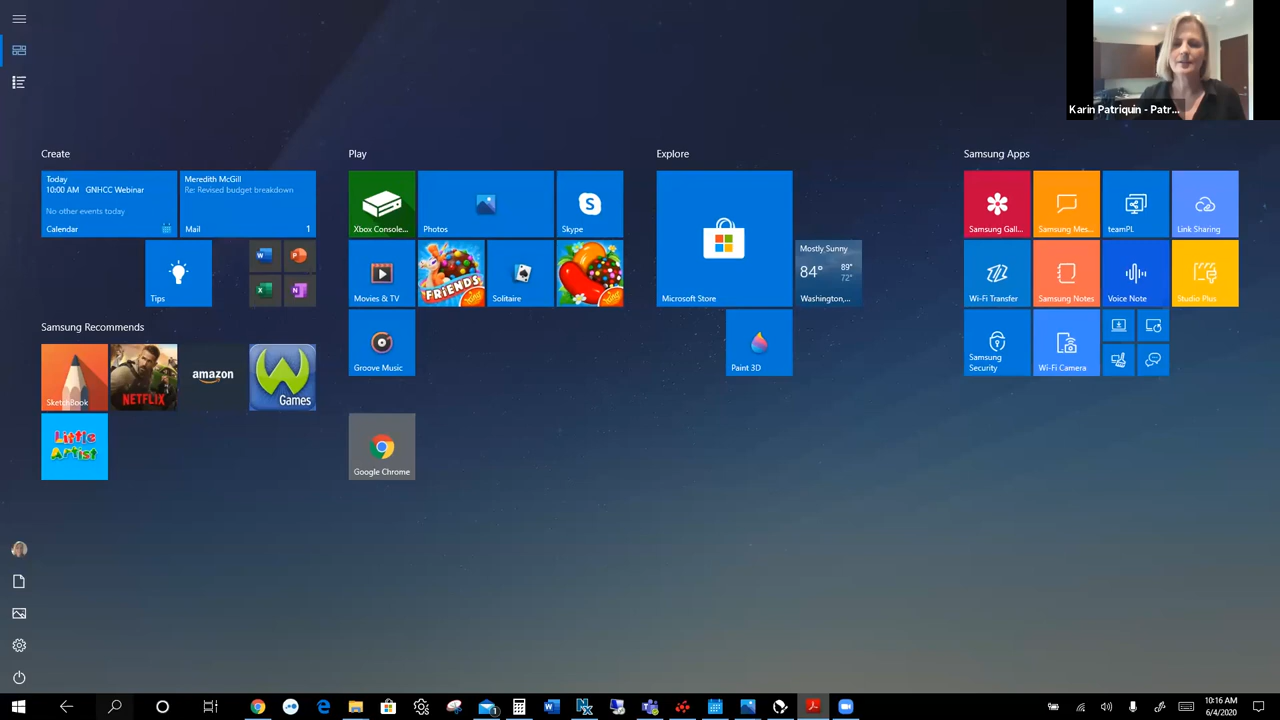 Karin Patriquin - Patr...
Create
Play
Explore
Samsung Apps
Today
10:00 AM GNHCC Webinar
No other events today
Calendar
Meredith McGill
Re: Revised budget breakdown
Mail
1
Xbox Console...
Photos
Skype
Microsoft Store
Samsung Gall...
Samsung Mes...
teamPL
Link Sharing
Tips
Movies & TV
FRIENDS
Solitaire
Mostly Sunny
84°
89°
72°
Washington,...
Wi-Fi Transfer
Samsung Notes
Voice Note
Studio Plus
Samsung Recommends
Groove Music
Paint 3D
Samsung
Security
Wi-Fi Camera
SketchBook
NETFLIX
amazon
Games
Little
Artist
Google Chrome
10:16 AM
6/4/2020